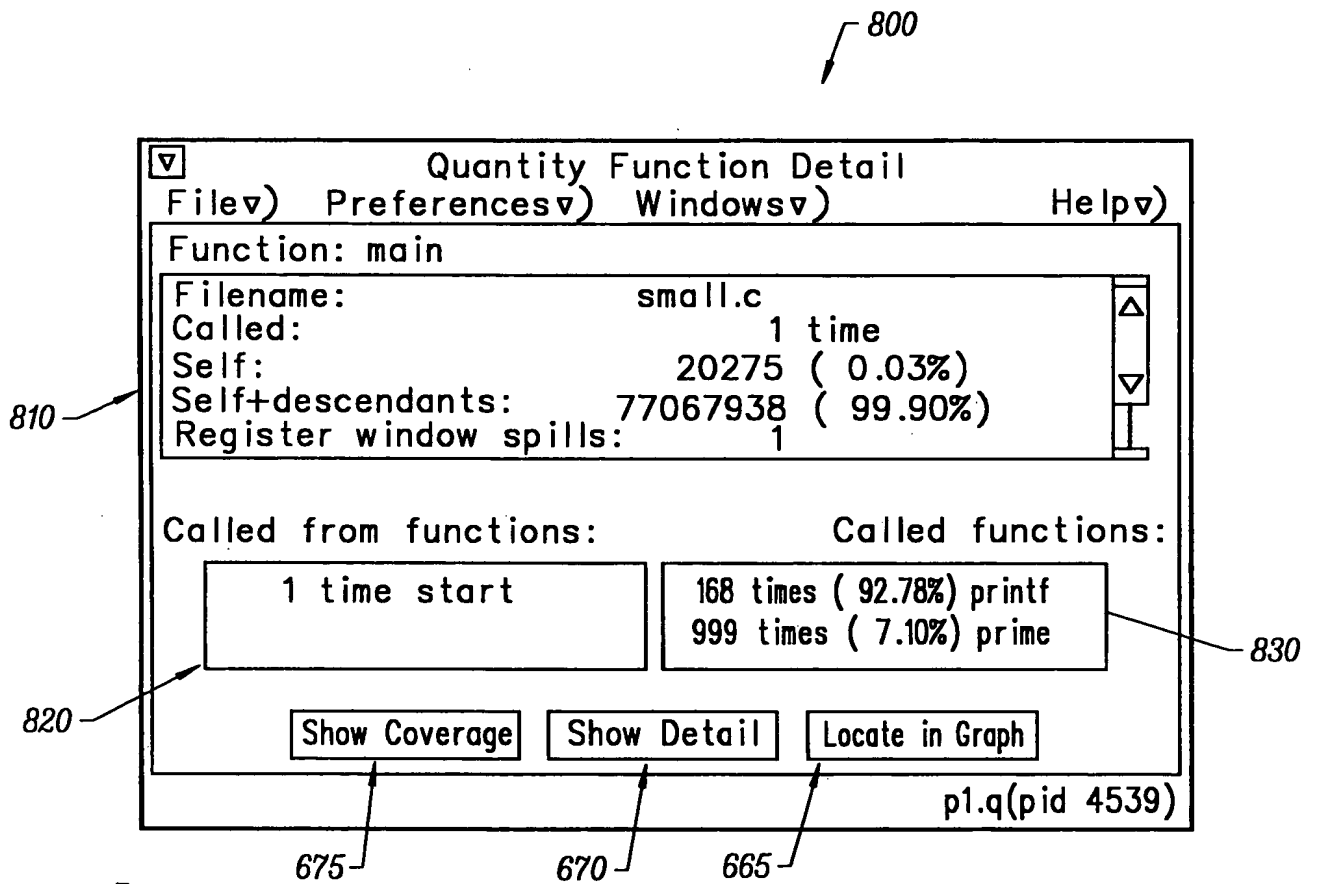 800
Quantity Function Detail
File Preferences Windows Help
Function: main
Filename: small.c
Called: 1 time
Self: 20275 ( 0.03%)
Self+descendants: 77067938 ( 99.90%)
Register window spills: 1
810
Called from functions: Called functions:
1 time start
168 times ( 92.78%) printf
999 times ( 7.10%) prime
830
820
Show Coverage Show Detail Locate in Graph
p1.q(pid 4539)
675 670 665